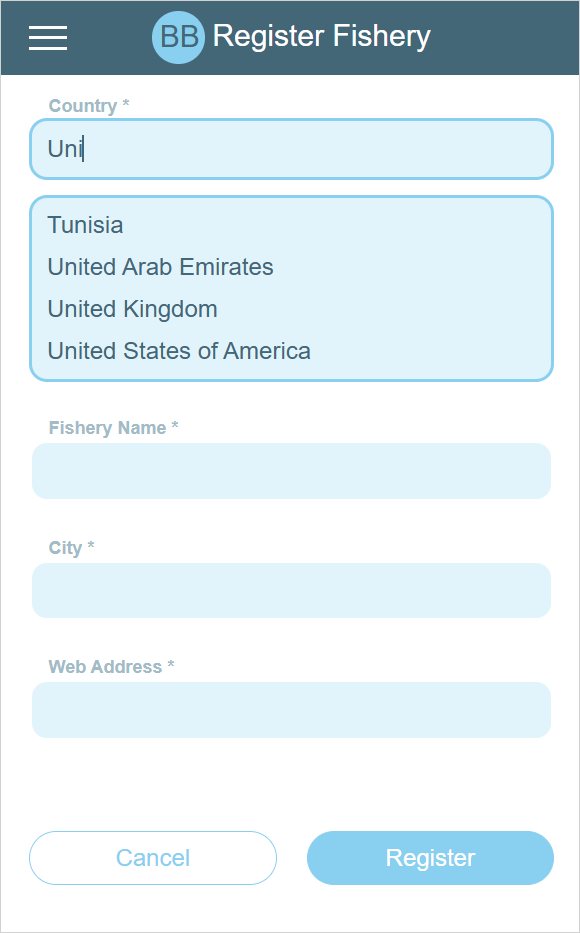 BB Register Fishery
Country *
Uni
Tunisia
United Arab Emirates
United Kingdom
United States of America
Fishery Name *
City *
Web Address *
Cancel Register